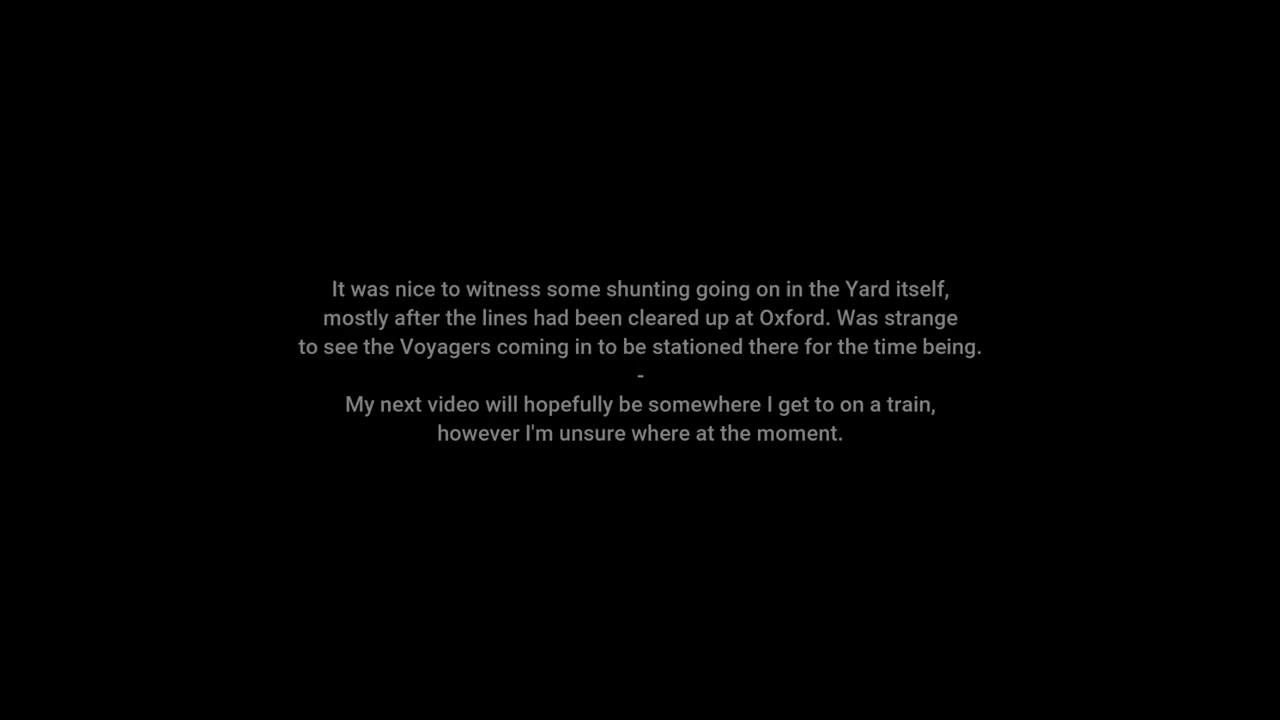 It was nice to witness some shunting going on in the Yard itself,
mostly after the lines had been cleared up at Oxford. Was strange
to see the Voyagers coming in to be stationed there for the time being.
-
My next video will hopefully be somewhere I get to on a train,
however I'm unsure where at the moment.